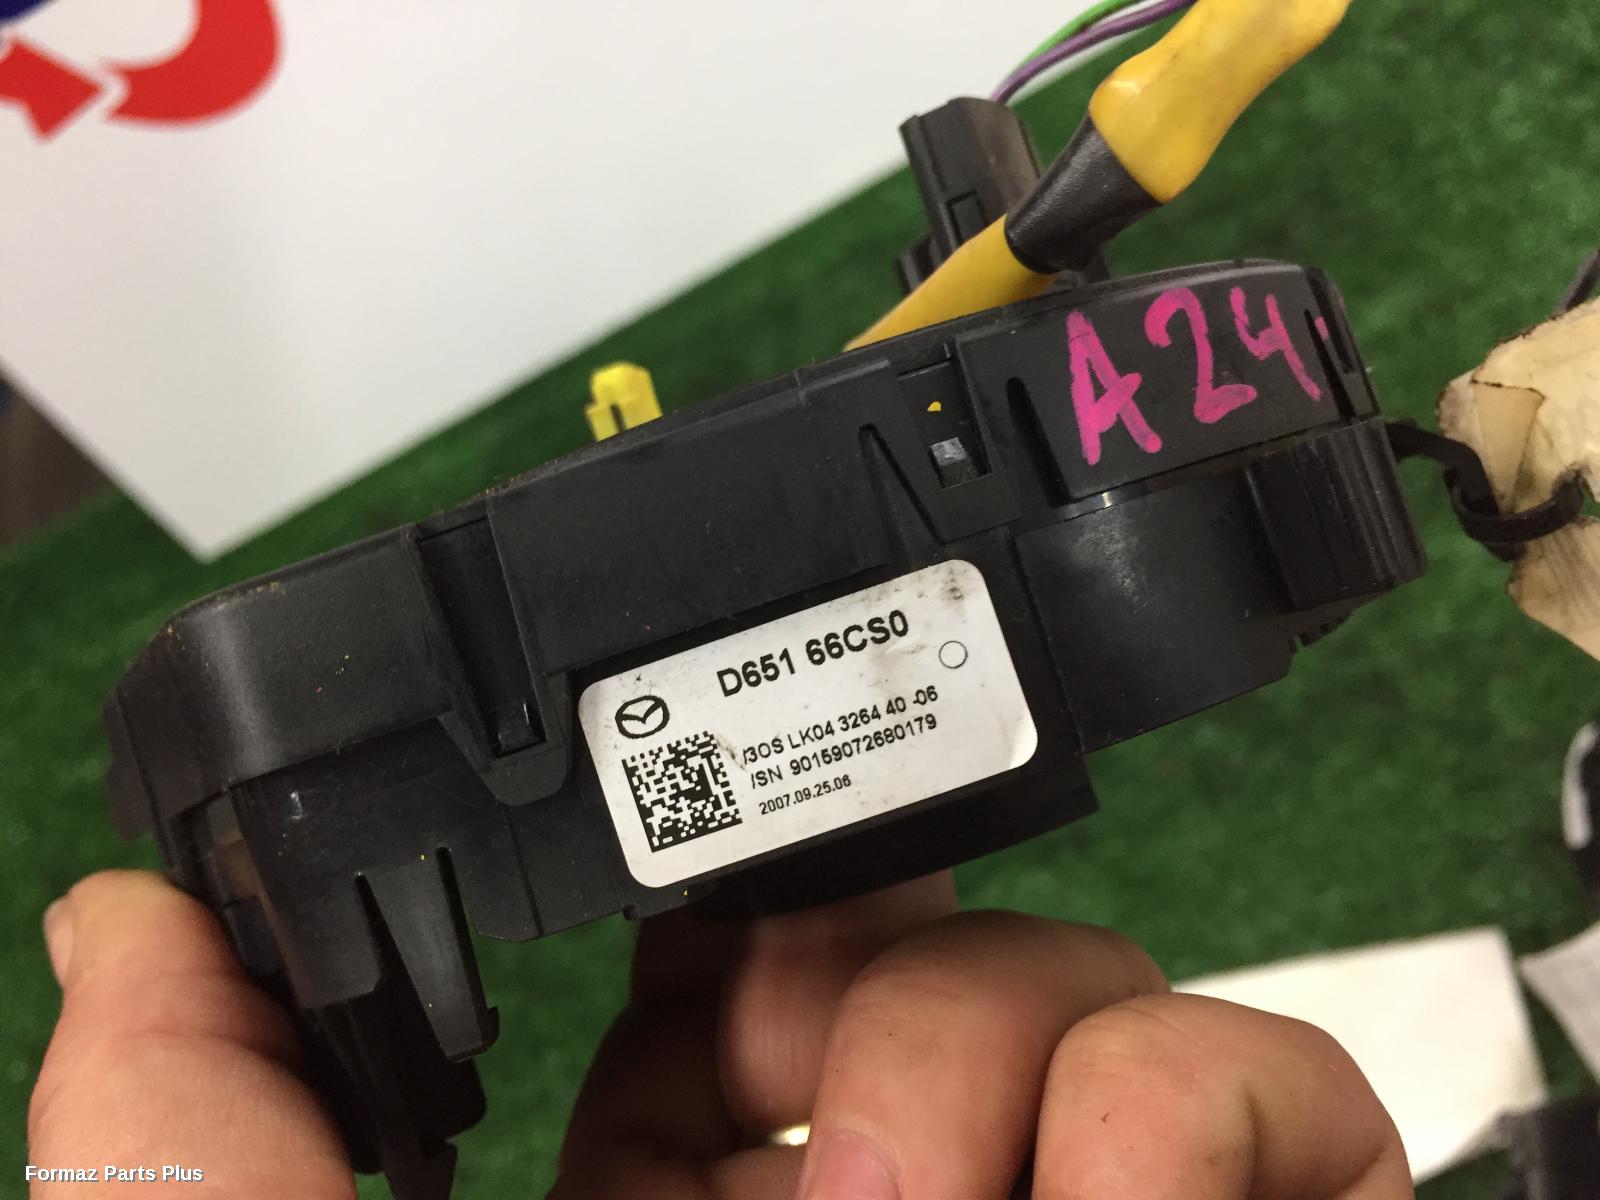 A24.
D651 66CS0
/3OS LK04 3264 40 -06
/SN 90159072680179
2007.09.25.06
Formaz Parts Plus